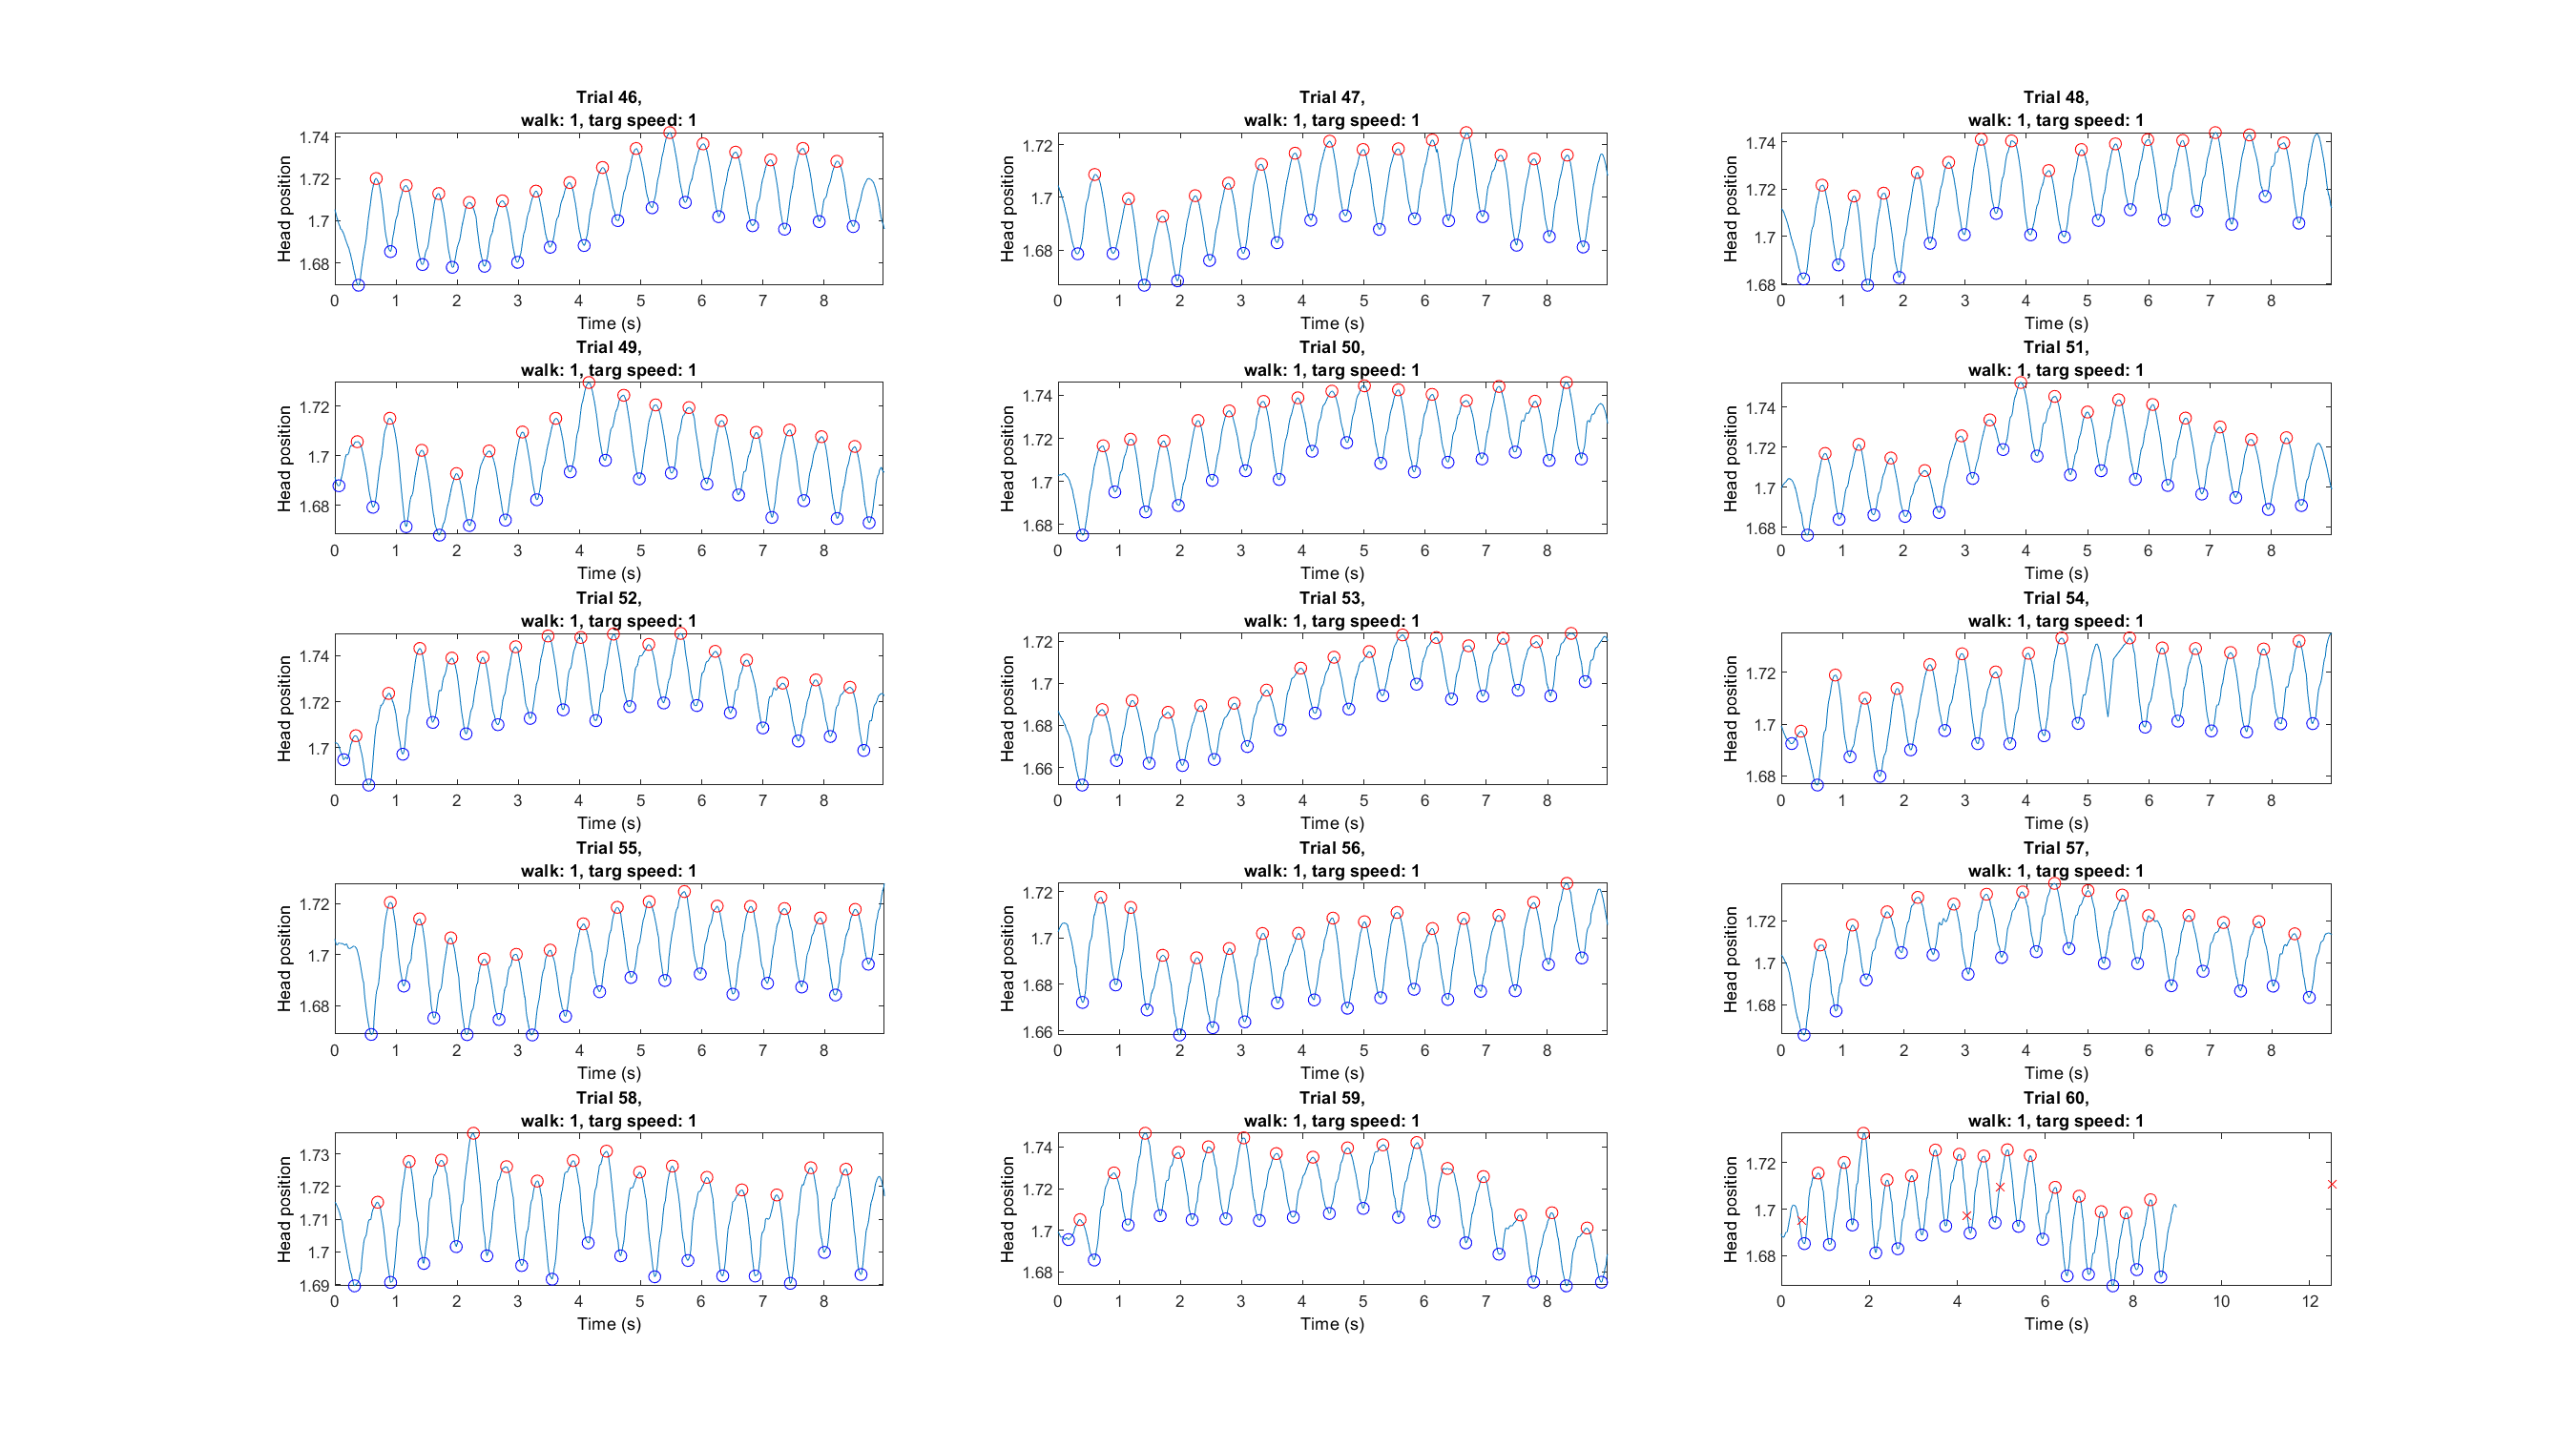 Trial 46,
walk: 1, targ speed: 1
Head position
1.74
1.72
1.7
1.68
0 1 2 3 4 5 6 7 8
Time (s)
Trial 47,
walk: 1, targ speed: 1
Head position
1.72
1.7
1.68
0 1 2 3 4 5 6 7 8
Time (s)
Trial 48,
walk: 1, targ speed: 1
Head position
1.74
1.72
1.7
1.68
0 1 2 3 4 5 6 7 8
Time (s)
Trial 49,
walk: 1, targ speed: 1
Head position
1.72
1.7
1.68
0 1 2 3 4 5 6 7 8
Time (s)
Trial 50,
walk: 1, targ speed: 1
Head position
1.74
1.72
1.7
1.68
0 1 2 3 4 5 6 7 8
Time (s)
Trial 51,
walk: 1, targ speed: 1
Head position
1.74
1.72
1.7
1.68
0 1 2 3 4 5 6 7 8
Time (s)
Trial 52,
walk: 1, targ speed: 1
Head position
1.74
1.72
1.7
0 1 2 3 4 5 6 7 8
Time (s)
Trial 53,
walk: 1, targ speed: 1
Head position
1.72
1.7
1.68
1.66
0 1 2 3 4 5 6 7 8
Time (s)
Trial 54,
walk: 1, targ speed: 1
Head position
1.72
1.7
1.68
0 1 2 3 4 5 6 7 8
Time (s)
Trial 55,
walk: 1, targ speed: 1
Head position
1.72
1.7
1.68
0 1 2 3 4 5 6 7 8
Time (s)
Trial 56,
walk: 1, targ speed: 1
Head position
1.72
1.7
1.68
1.66
0 1 2 3 4 5 6 7 8
Time (s)
Trial 57,
walk: 1, targ speed: 1
Head position
1.72
1.7
1.68
0 1 2 3 4 5 6 7 8
Time (s)
Trial 58,
walk: 1, targ speed: 1
Head position
1.73
1.72
1.71
1.7
1.69
0 1 2 3 4 5 6 7 8
Time (s)
Trial 59,
walk: 1, targ speed: 1
Head position
1.74
1.72
1.7
1.68
0 1 2 3 4 5 6 7 8
Time (s)
Trial 60,
walk: 1, targ speed: 1
Head position
1.72
1.7
1.68
0 2 4 6 8 10 12
Time (s)